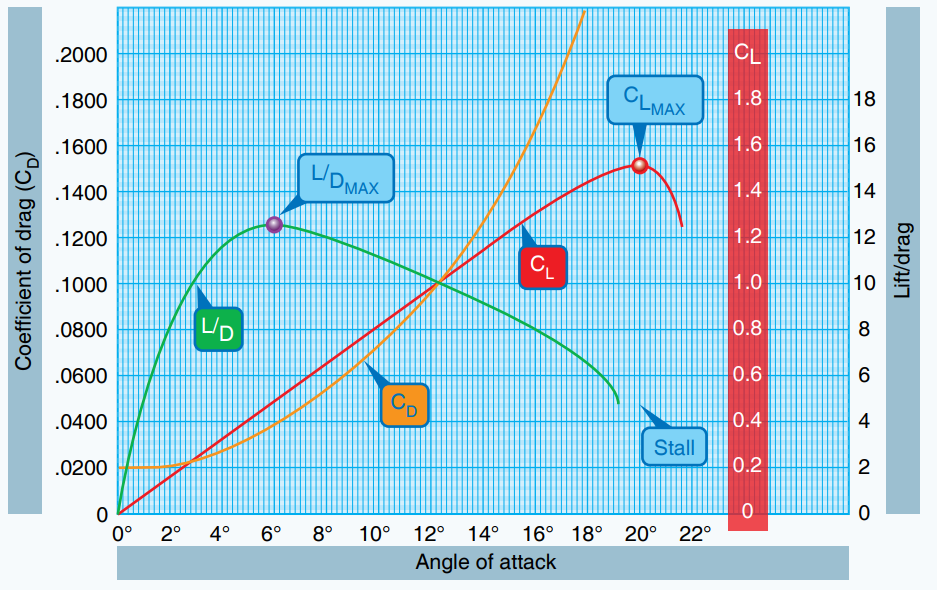 Coefficient of drag (CD)
.2000
.1800
.1600
.1400
.1200
.1000
.0800
.0600
.0400
.0200
0
L/DMAX
CLMAX
L/D
CL
CD
Stall
CL
1.8
1.6
1.4
1.2
1.0
0.8
0.6
0.4
0.2
0
18
16
14
12
10
8
6
4
2
0
Lift/drag
0° 2° 4° 6° 8° 10° 12° 14° 16° 18° 20° 22°
Angle of attack